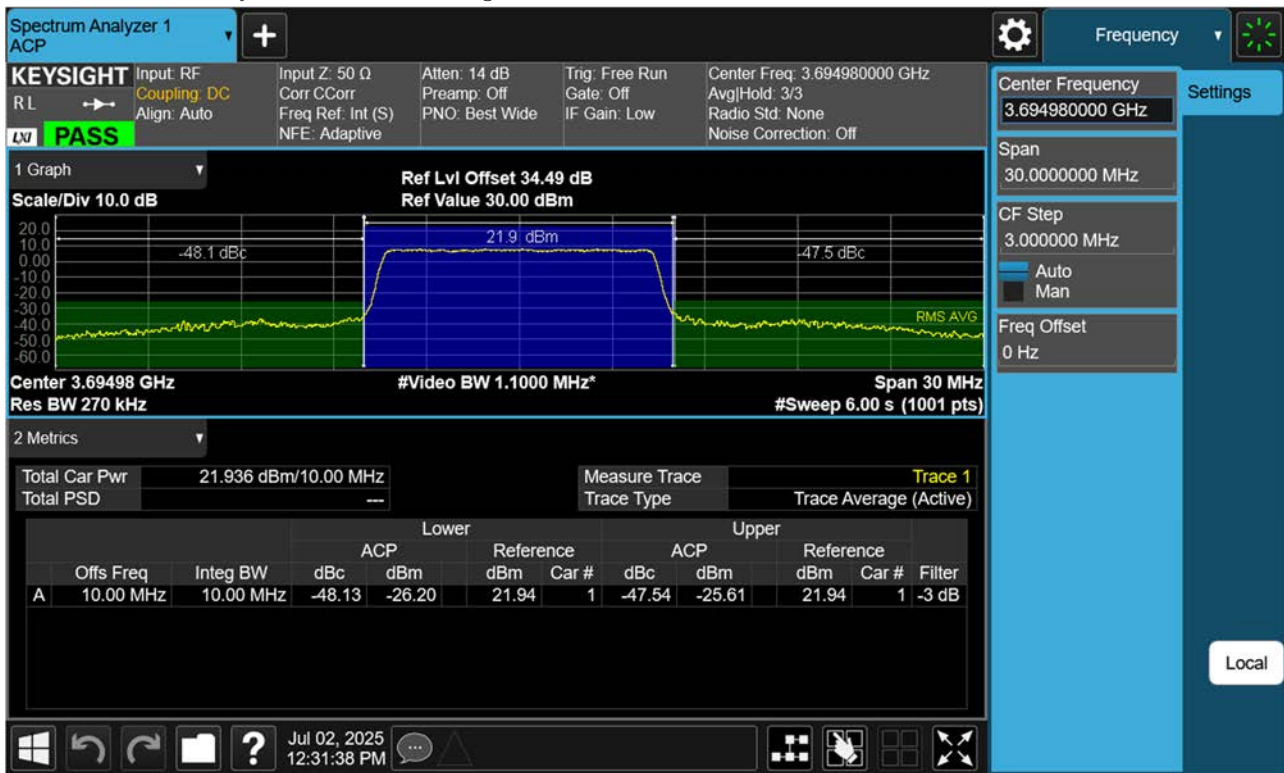 Spectrum Analyzer 1
ACP
+
Frequency
KEYSIGHT
R L
LXI
PASS
Input: RF
Coupling: DC
Align: Auto
Input Z: 50 Ω
Corr CCorr
Freq Ref: Int (S)
NFE: Adaptive
Atten: 14 dB
Preamp: Off
PNO: Best Wide
Trig: Free Run
Gate: Off
IF Gain: Low
Center Freq: 3.694980000 GHz
Avg|Hold: 3/3
Radio Std: None
Noise Correction: Off
Center Frequency
3.694980000 GHz
Settings
Span
30.0000000 MHz
CF Step
3.000000 MHz
Auto
Man
Freq Offset
0 Hz
Local
1 Graph
Scale/Div 10.0 dB
Ref Lvl Offset 34.49 dB
Ref Value 30.00 dBm
20.0
10.0
0.00
-10.0
-20.0
-30.0
-40.0
-50.0
-60.0
-48.1 dBc
21.9 dBm
-47.5 dBc
RMS AVG
Center 3.69498 GHz
#Video BW 1.1000 MHz*
Span 30 MHz
Res BW 270 kHz
#Sweep 6.00 s (1001 pts)
2 Metrics
Total Car Pwr 21.936 dBm/10.00 MHz
Measure Trace Trace 1
Total PSD ---
Trace Type Trace Average (Active)
Lower Upper
ACP Reference ACP Reference
Offs Freq Integ BW dBc dBm dBm Car # dBc dBm dBm Car # Filter
A 10.00 MHz 10.00 MHz -48.13 -26.20 21.94 1 -47.54 -25.61 21.94 1 -3 dB
?
Jul 02, 2025
12:31:38 PM